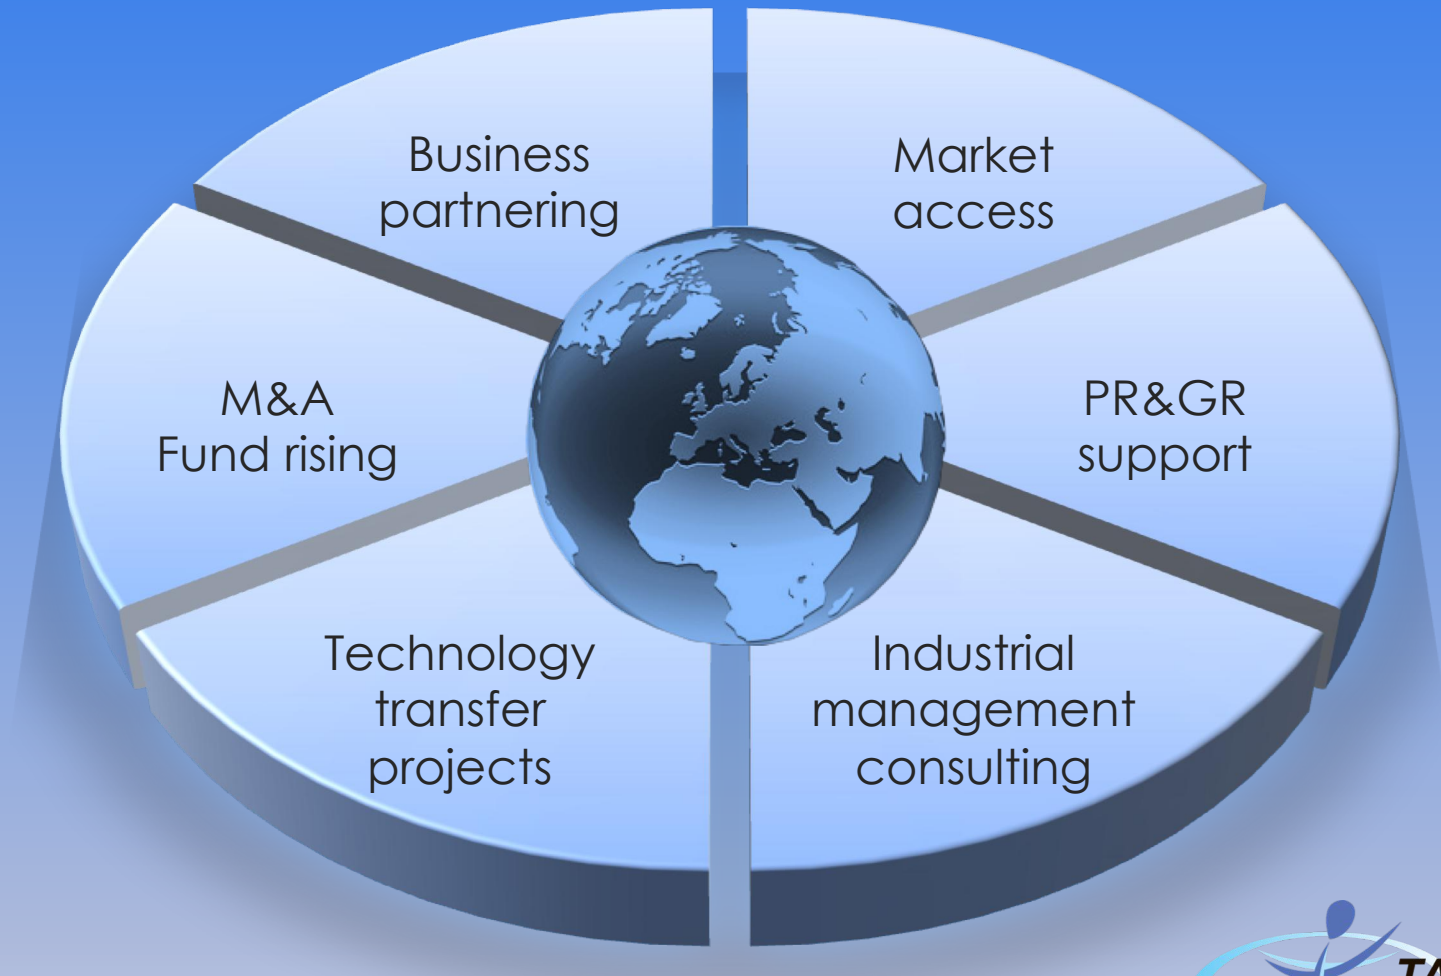 Business
partnering
Market
access
M&A
Fund rising
PR&GR
support
Technology
transfer
projects
Industrial
management
consulting